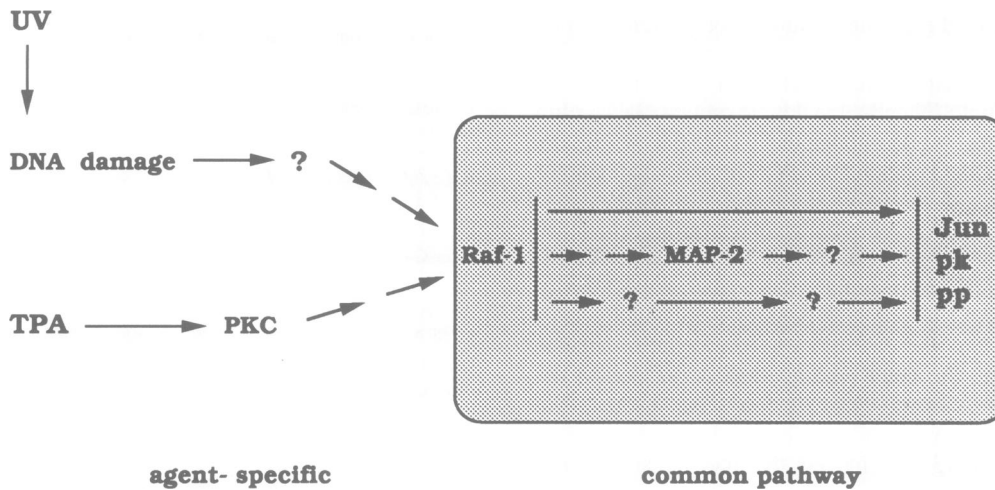 UV
DNA damage ?
Raf-1
MAP-2 ?
? ?
Jun
pk
pp
TPA PKC
agent- specific
common pathway